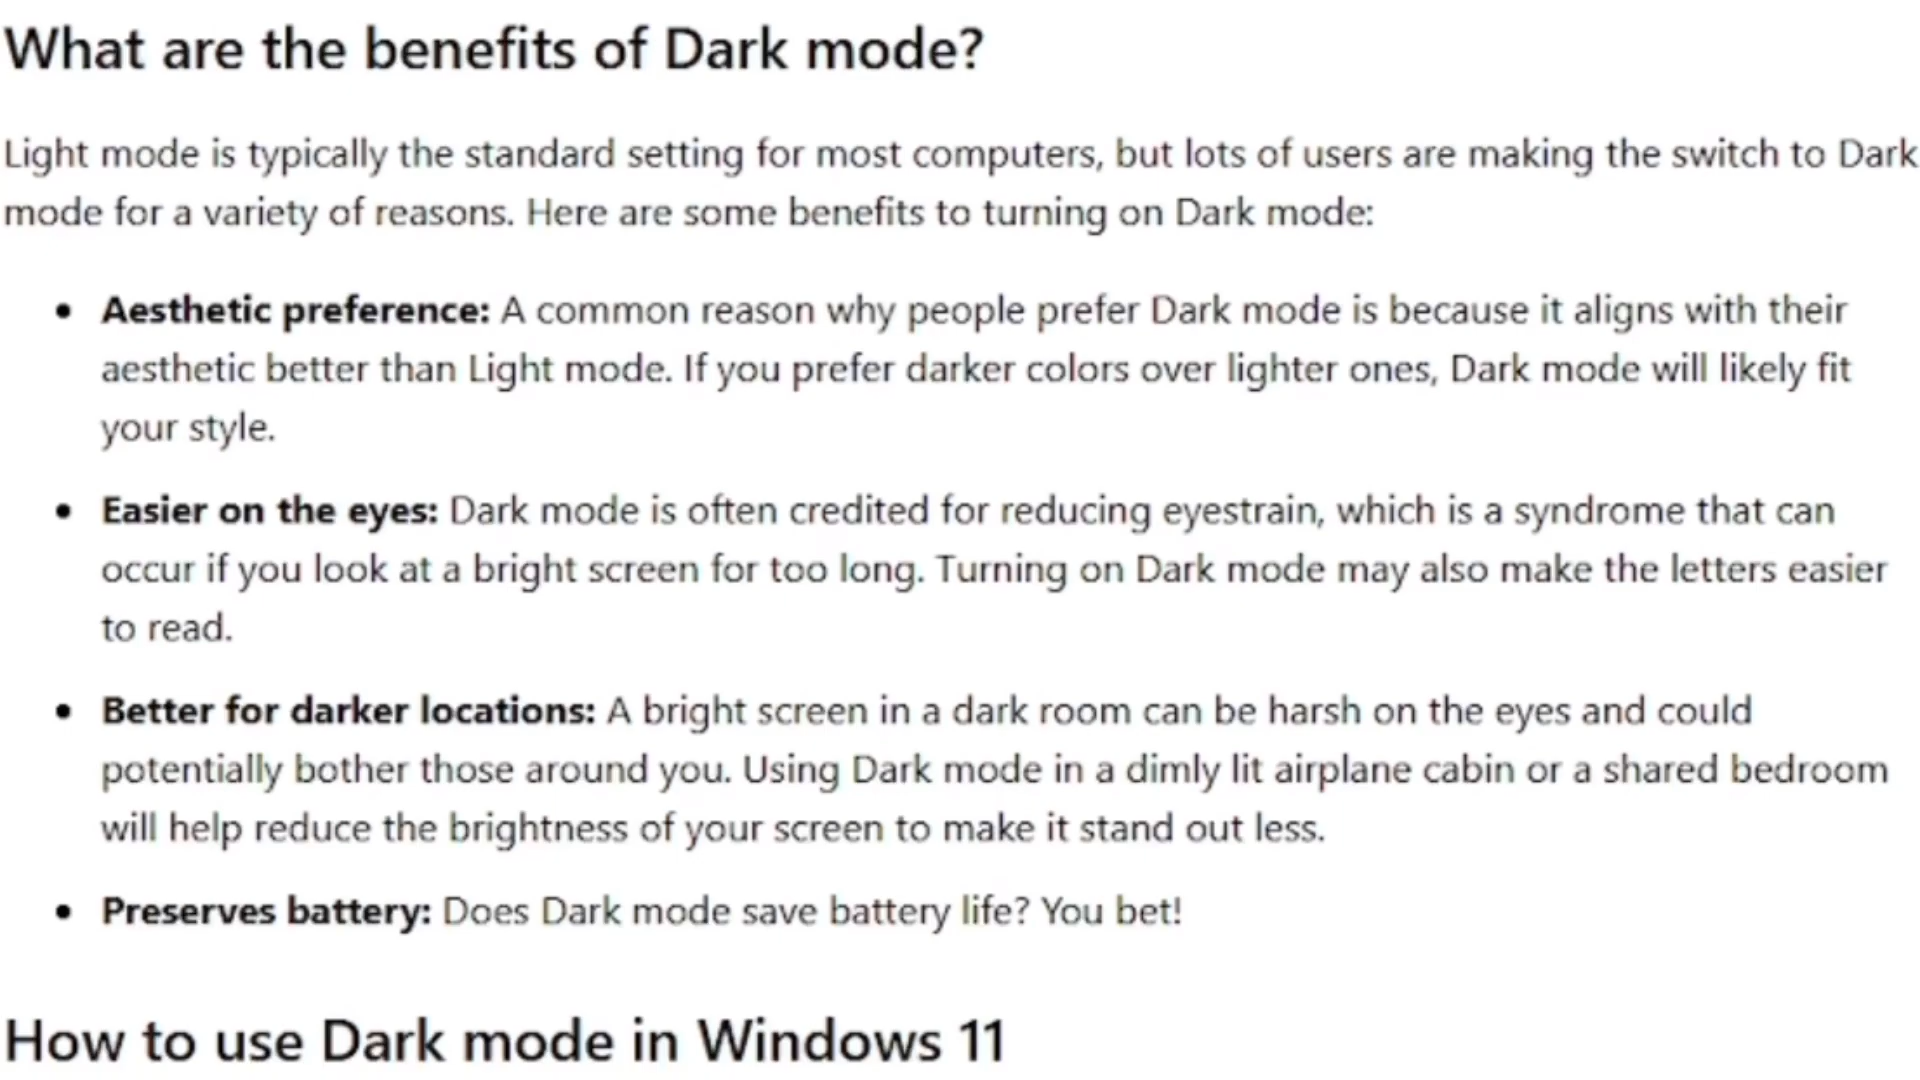 What are the benefits of Dark mode?
Light mode is typically the standard setting for most computers, but lots of users are making the switch to Dark
mode for a variety of reasons. Here are some benefits to turning on Dark mode:
• Aesthetic preference: A common reason why people prefer Dark mode is because it aligns with their
aesthetic better than Light mode. If you prefer darker colors over lighter ones, Dark mode will likely fit
your style.
• Easier on the eyes: Dark mode is often credited for reducing eyestrain, which is a syndrome that can
occur if you look at a bright screen for too long. Turning on Dark mode may also make the letters easier
to read.
• Better for darker locations: A bright screen in a dark room can be harsh on the eyes and could
potentially bother those around you. Using Dark mode in a dimly lit airplane cabin or a shared bedroom
will help reduce the brightness of your screen to make it stand out less.
• Preserves battery: Does Dark mode save battery life? You bet!
How to use Dark mode in Windows 11